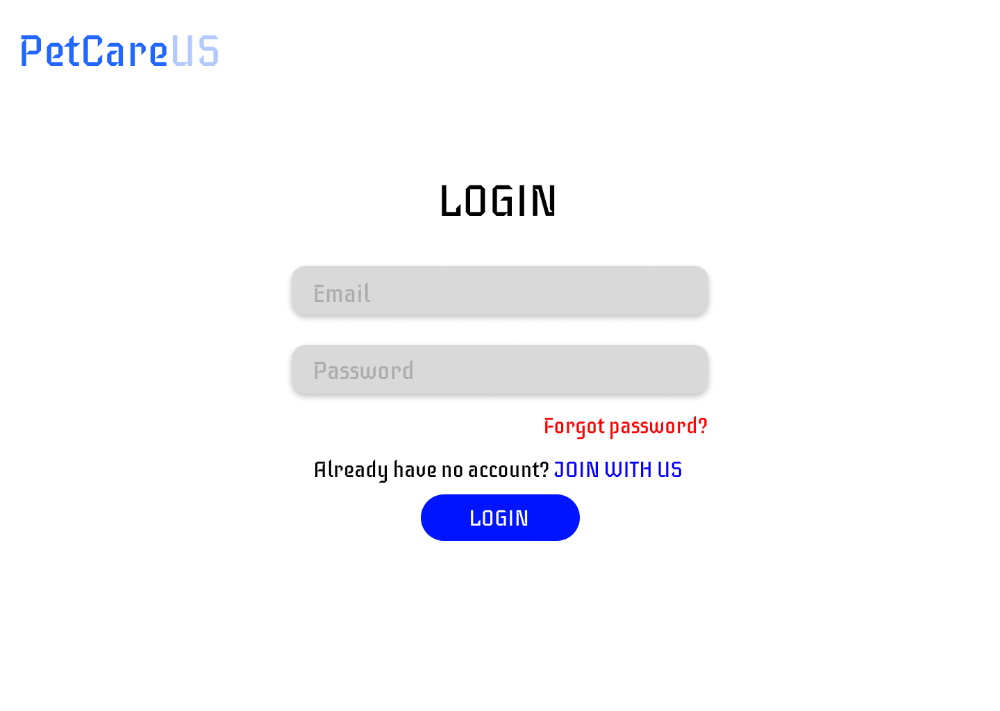 PetCareUS
LOGIN
Email
Password
Forgot password?
Already have no account? JOIN WITH US
LOGIN